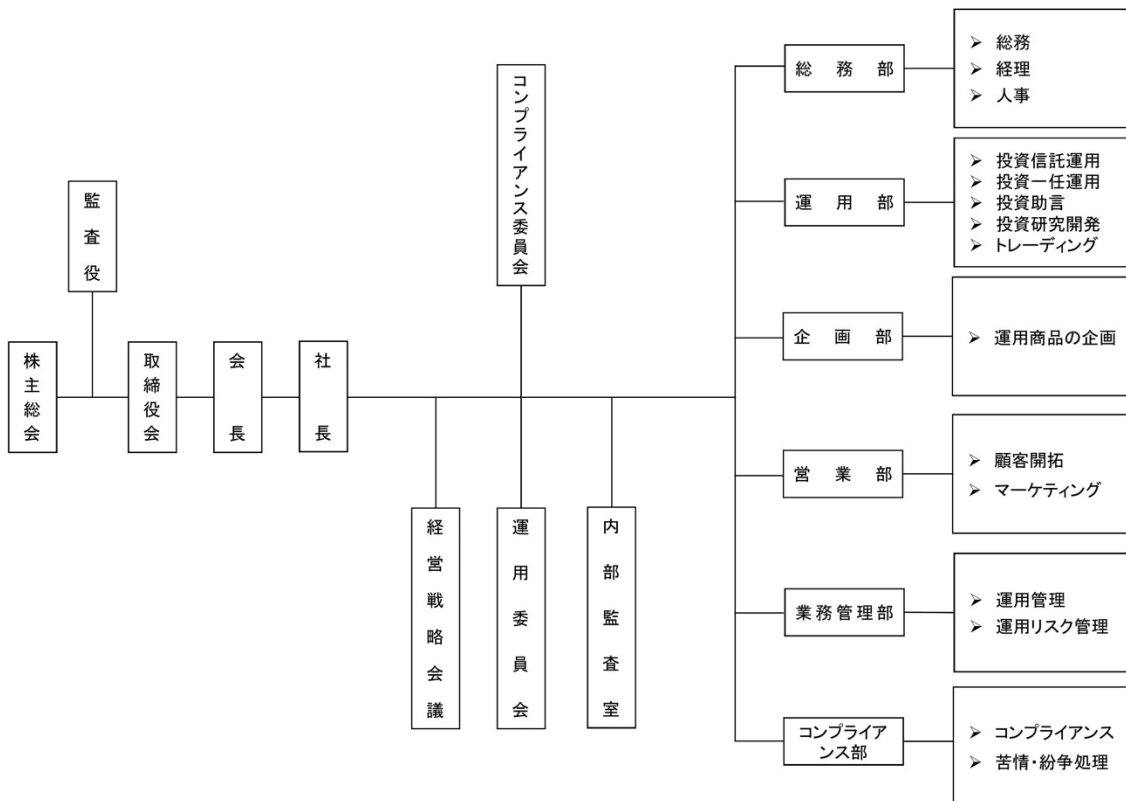 株主総会
監査役
取締役会
会長
社長
コンプライアンス委員会
経営戦略会議
運用委員会
内部監査室
総務部
➢ 総務
➢ 経理
➢ 人事
運用部
➢ 投資信託運用
➢ 投資一任運用
➢ 投資助言
➢ 投資研究開発
➢ トレーディング
企画部
➢ 運用商品の企画
営業部
➢ 顧客開拓
➢ マーケティング
業務管理部
➢ 運用管理
➢ 運用リスク管理
コンプライア
ンス部
➢ コンプライアンス
➢ 苦情・紛争処理